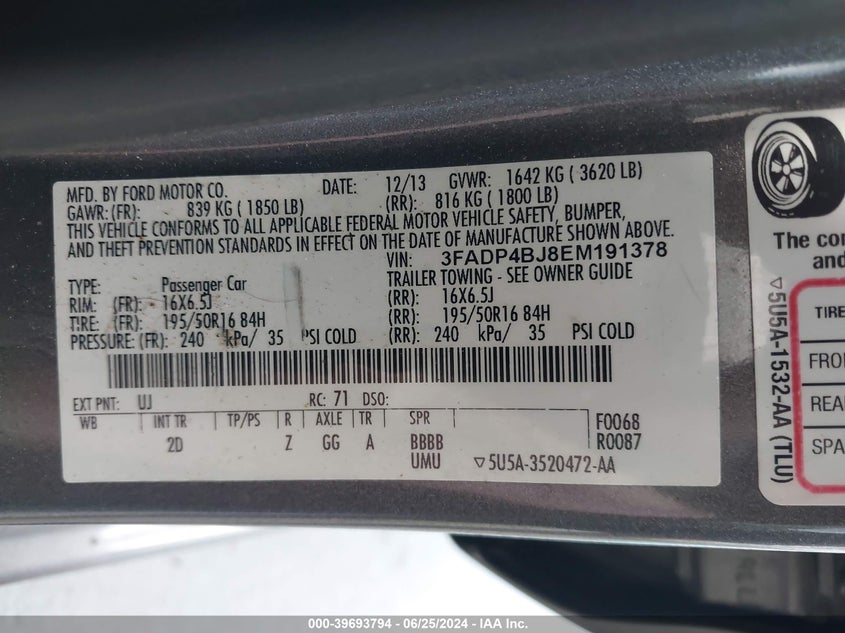 MFD. BY FORD MOTOR CO. DATE: 12/13 GVWR: 1642 KG ( 3620 LB)
GAWR: (FR): 839 KG ( 1850 LB) (RR): 816 KG ( 1800 LB)
THIS VEHICLE CONFORMS TO ALL APPLICABLE FEDERAL MOTOR VEHICLE SAFETY, BUMPER,
AND THEFT PREVENTION STANDARDS IN EFFECT ON THE DATE OF MANUFACTURE SHOWN ABOVE.
VIN: 3FADP4BJ8EM191378
TYPE: Passenger Car TRAILER TOWING - SEE OWNER GUIDE
RIM: (FR): 16X6.5J (RR): 16X6.5J
TIRE: (FR): 195/50R16 84H (RR): 195/50R16 84H
PRESSURE: (FR): 240 kPa/ 35 PSI COLD (RR): 240 kPa/ 35 PSI COLD
EXT PNT: UJ RC: 71 DSO:
WB INT TR TP/PS R AXLE TR SPR F0068
2D Z GG A BBBB R0087
UMU ▽5U5A-3520472-AA
The
and
TIRE
FRO
REA
SPA
▽5U5A-1532-AA (TLU)
000-39693794 - 06/25/2024 - IAA Inc.